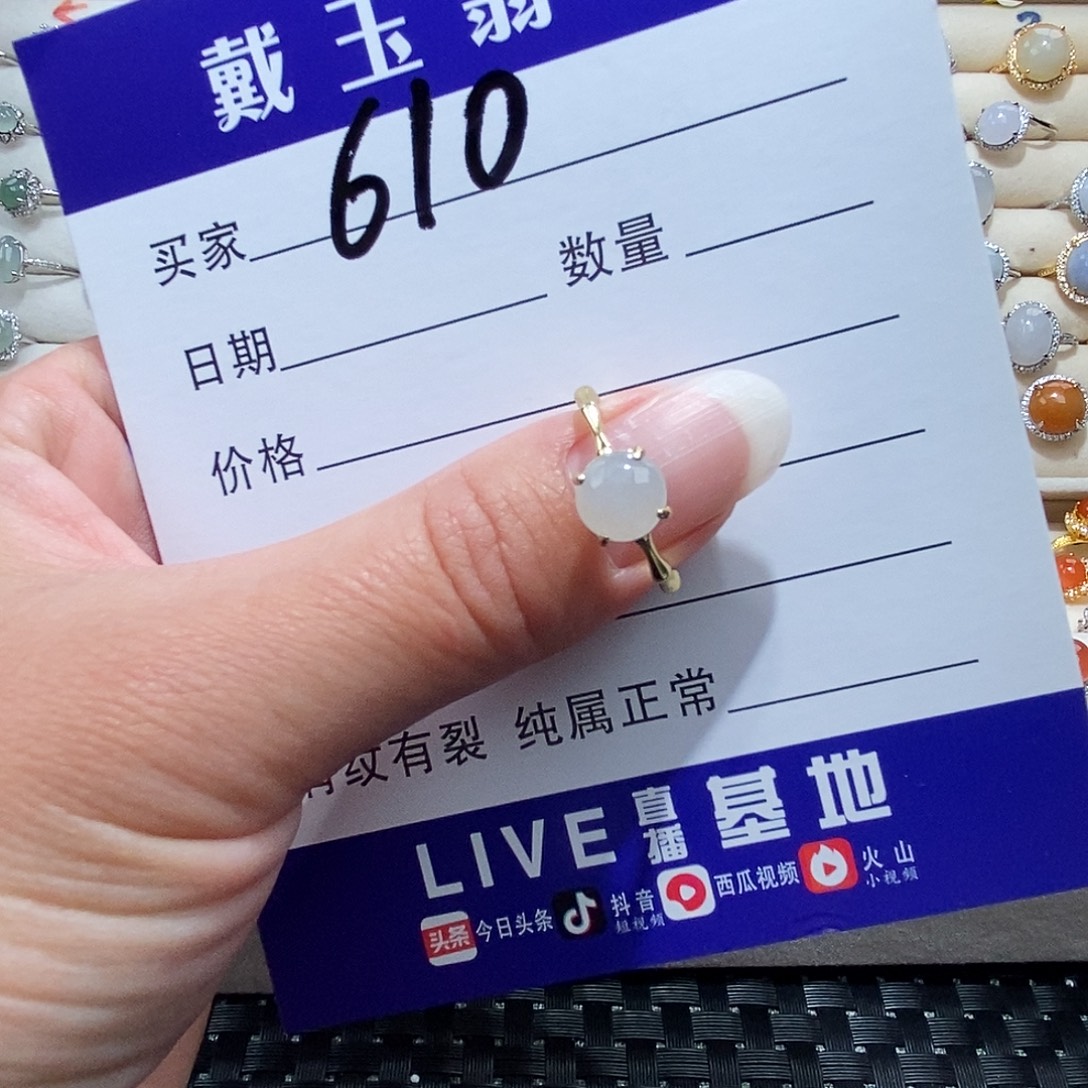 戴玉翕
610
买家
数量
日期
价格
有纹有裂 纯属正常
LIVE 直播 基地
头条 今日头条 抖音短视频 西瓜视频 火山小视频